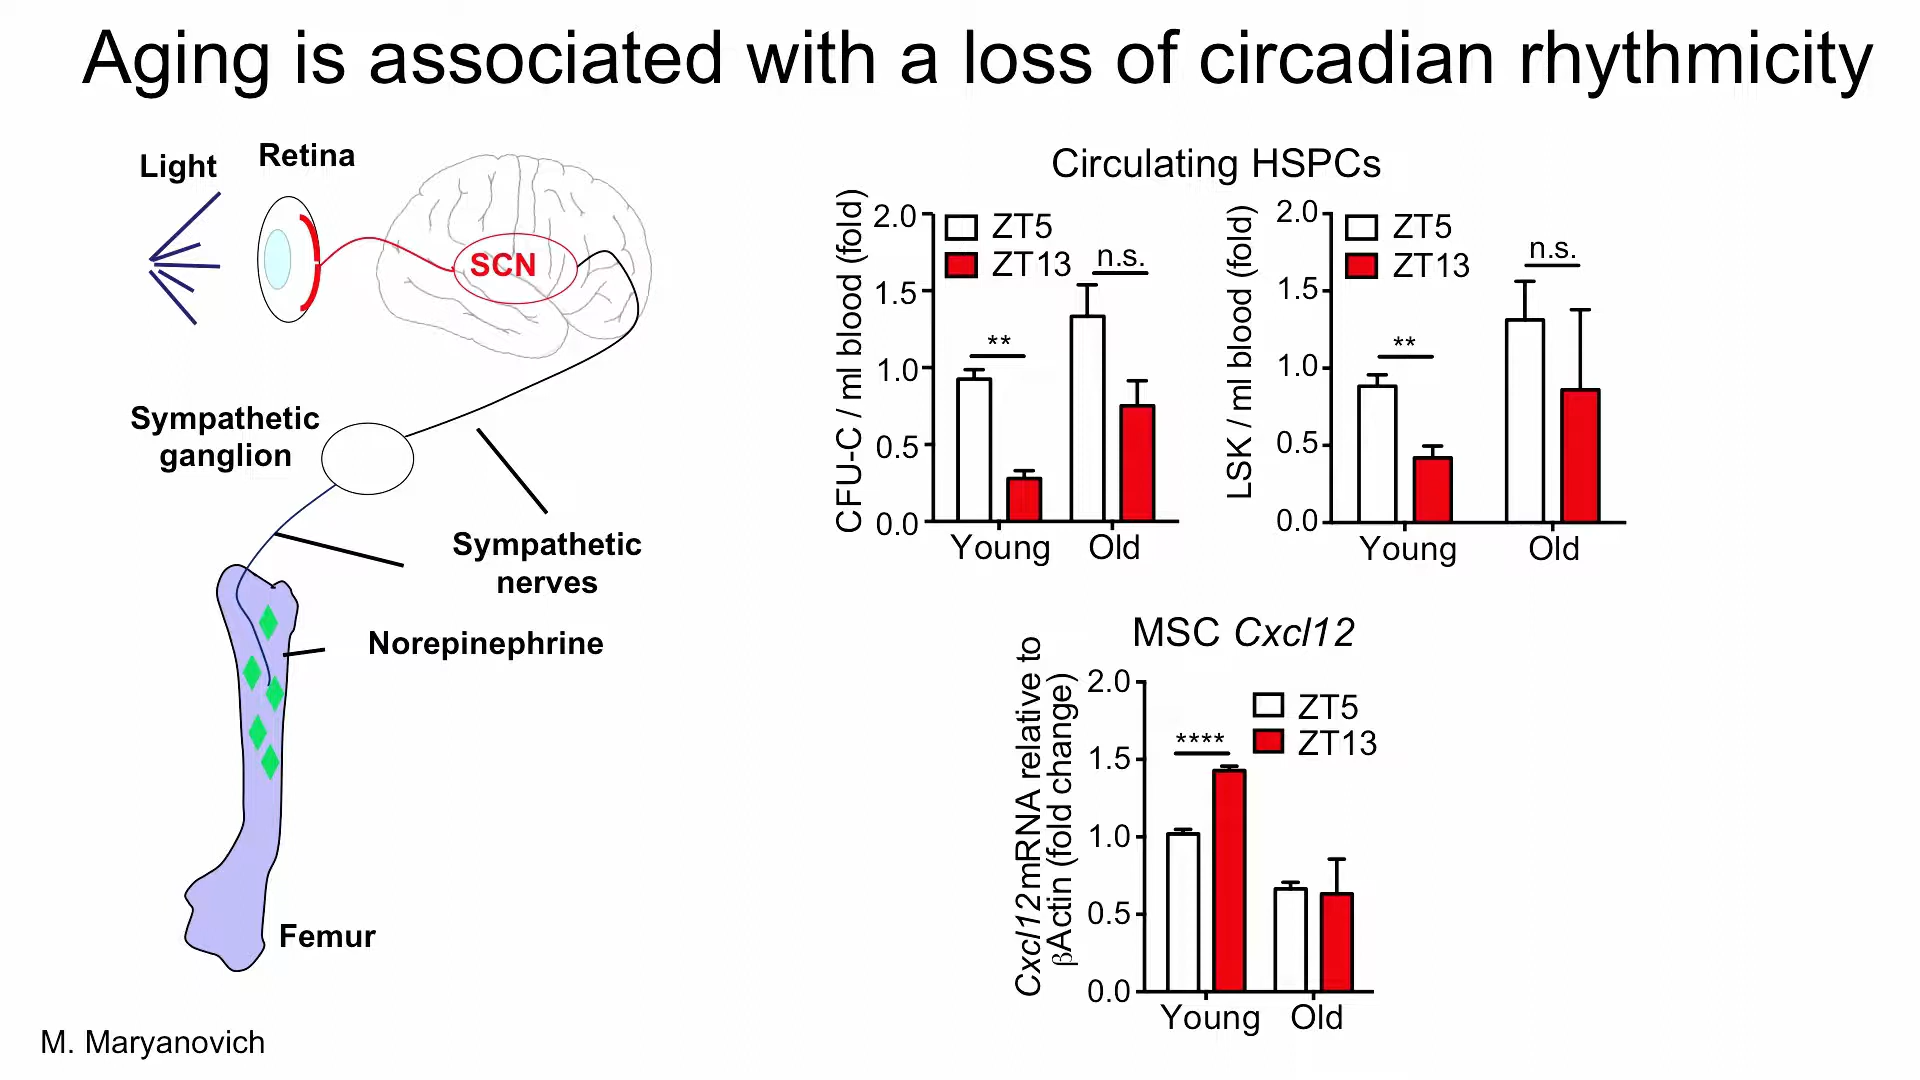 Aging is associated with a loss of circadian rhythmicity
Light
Retina
SCN
Sympathetic
ganglion
Sympathetic
nerves
Norepinephrine
Femur
M. Maryanovich
Circulating HSPCs
CFU-C / ml blood (fold)
2.0
1.5
1.0
0.5
0.0
ZT5
ZT13
**
n.s.
Young
Old
LSK / ml blood (fold)
2.0
1.5
1.0
0.5
0.0
ZT5
ZT13
**
n.s.
Young
Old
MSC Cxcl12
Cxcl12 mRNA relative to
βActin (fold change)
2.0
1.5
1.0
0.5
0.0
ZT5
ZT13
****
Young
Old